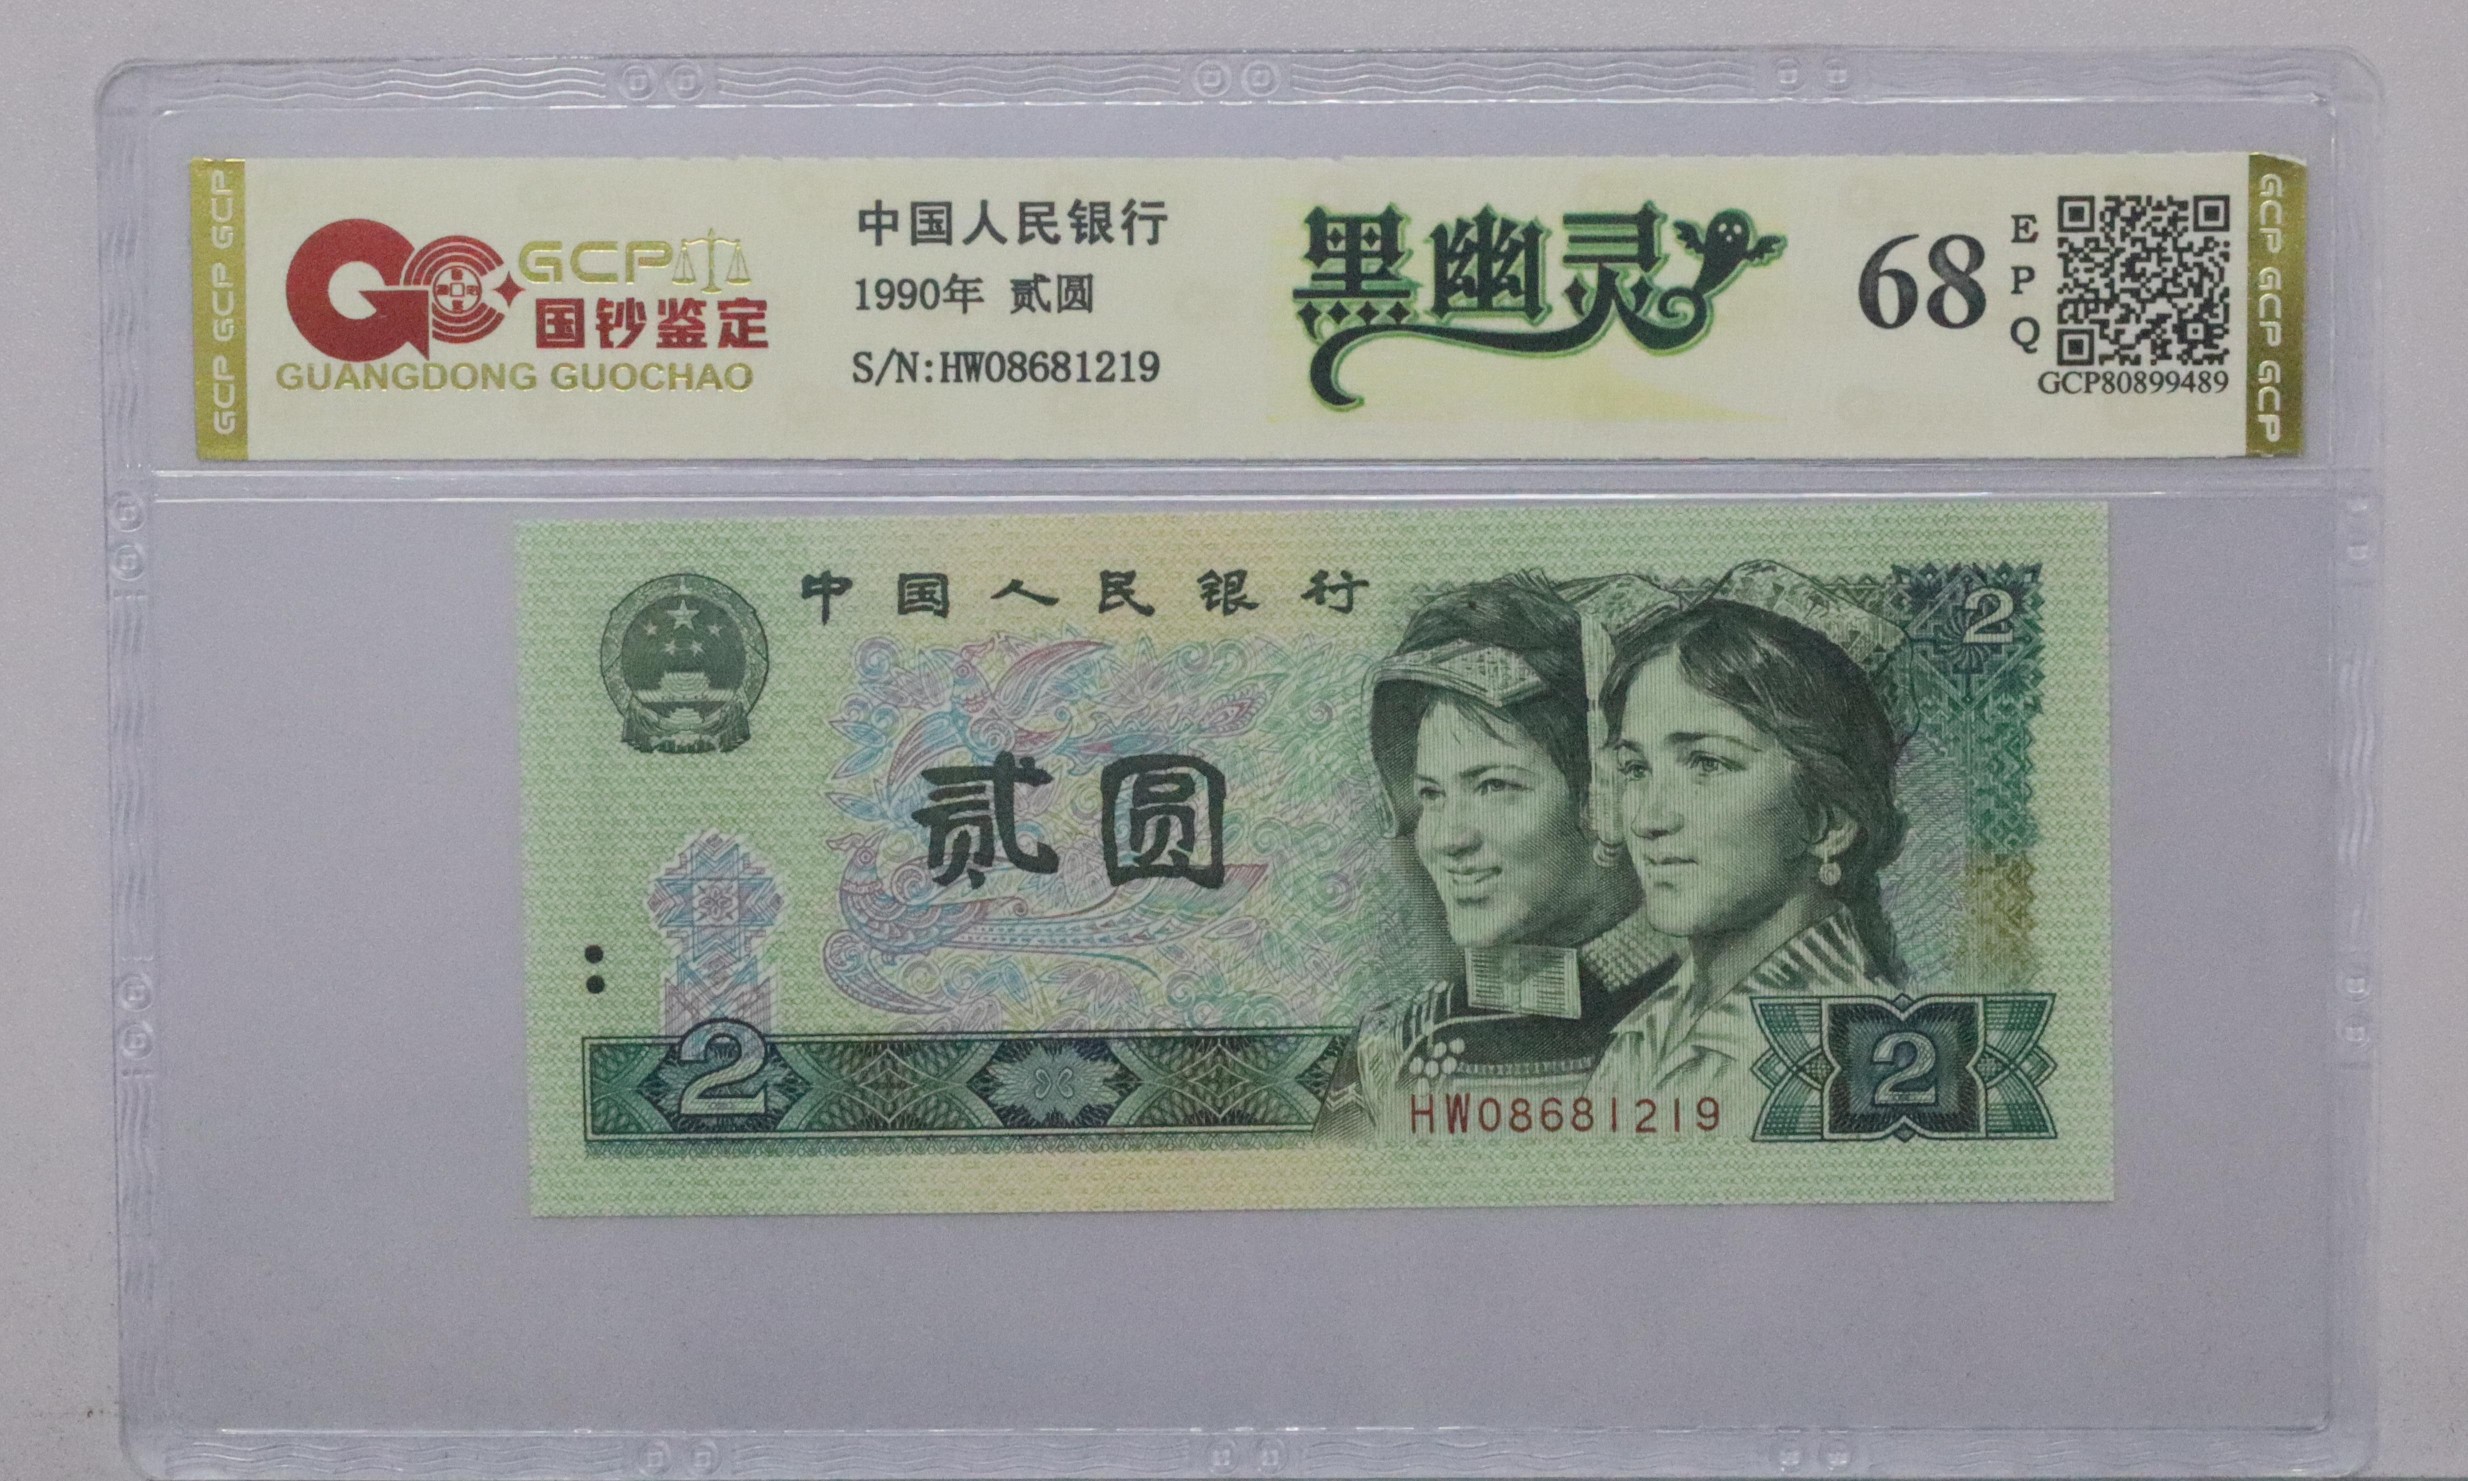 GCP GCP GCP
GCP
国钞鉴定
GUANGDONG GUOCHAO
中国人民银行
1990年 贰圆
S/N:HW08681219
黑幽灵
68
EPQ
GCP80899489
GCP GCP GCP
中国人民银行
2
贰圆
2
HW08681219
2